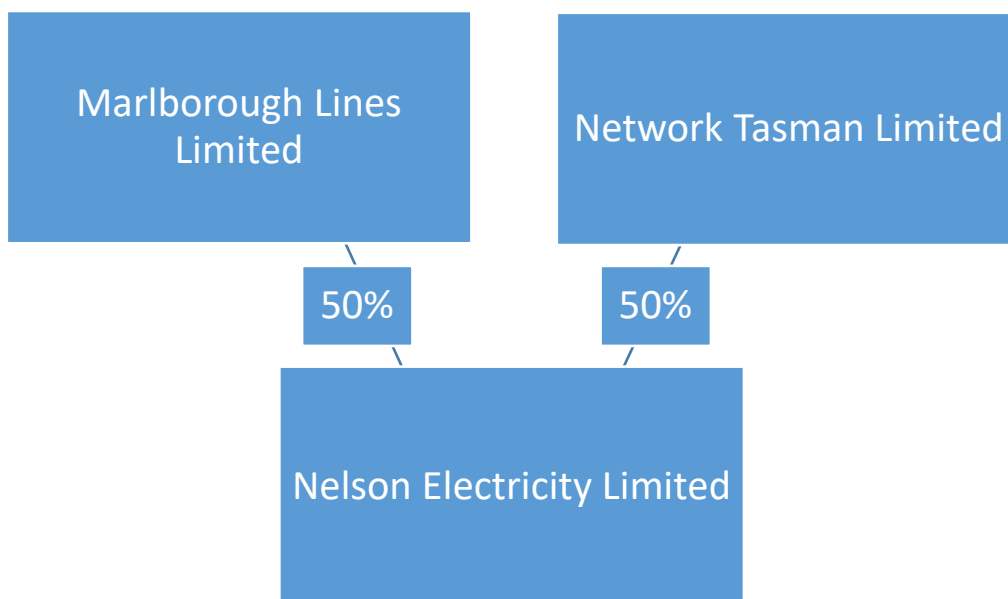 Marlborough Lines
Limited
Network Tasman Limited
50%
50%
Nelson Electricity Limited